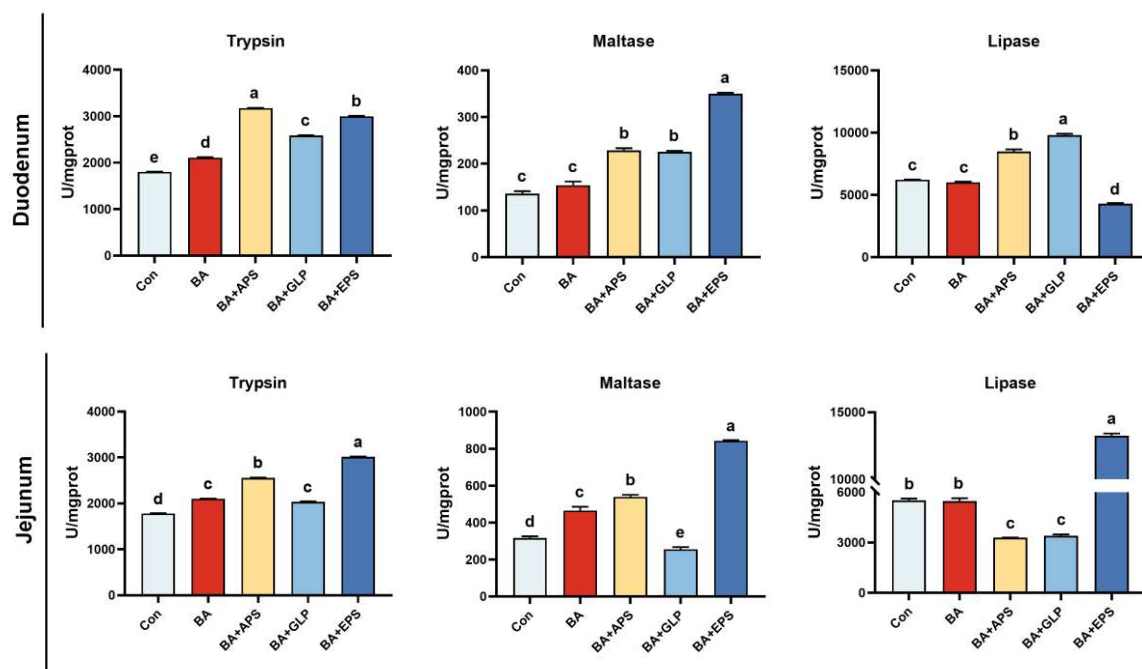 Duodenum
Trypsin
U/mgprot
4000
3000
2000
1000
0
e
d
a
c
b
Con
BA
BA+APS
BA+GLP
BA+EPS
Maltase
U/mgprot
400
300
200
100
0
c
c
b
b
a
Con
BA
BA+APS
BA+GLP
BA+EPS
Lipase
U/mgprot
15000
10000
5000
0
c
c
b
a
d
Con
BA
BA+APS
BA+GLP
BA+EPS
Jejunum
Trypsin
U/mgprot
4000
3000
2000
1000
0
d
c
b
c
a
Con
BA
BA+APS
BA+GLP
BA+EPS
Maltase
U/mgprot
1000
800
600
400
200
0
d
c
b
e
a
Con
BA
BA+APS
BA+GLP
BA+EPS
Lipase
U/mgprot
15000
10000
6000
3000
0
b
b
c
c
a
Con
BA
BA+APS
BA+GLP
BA+EPS